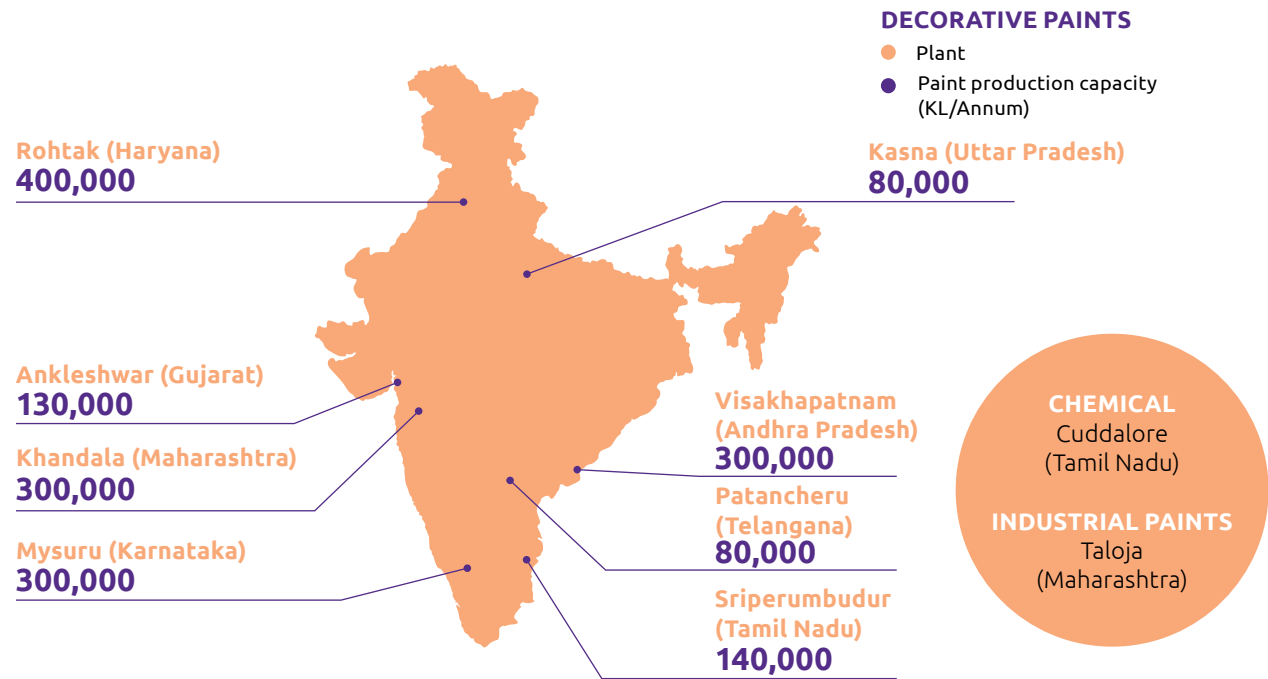 DECORATIVE PAINTS
Plant
Paint production capacity
(KL/Annum)
Rohtak (Haryana)
400,000
Kasna (Uttar Pradesh)
80,000
Ankleshwar (Gujarat)
130,000
Khandala (Maharashtra)
300,000
Mysuru (Karnataka)
300,000
Visakhapatnam
(Andhra Pradesh)
300,000
Patancheru
(Telangana)
80,000
Sriperumbudur
(Tamil Nadu)
140,000
CHEMICAL
Cuddalore
(Tamil Nadu)
INDUSTRIAL PAINTS
Taloja
(Maharashtra)